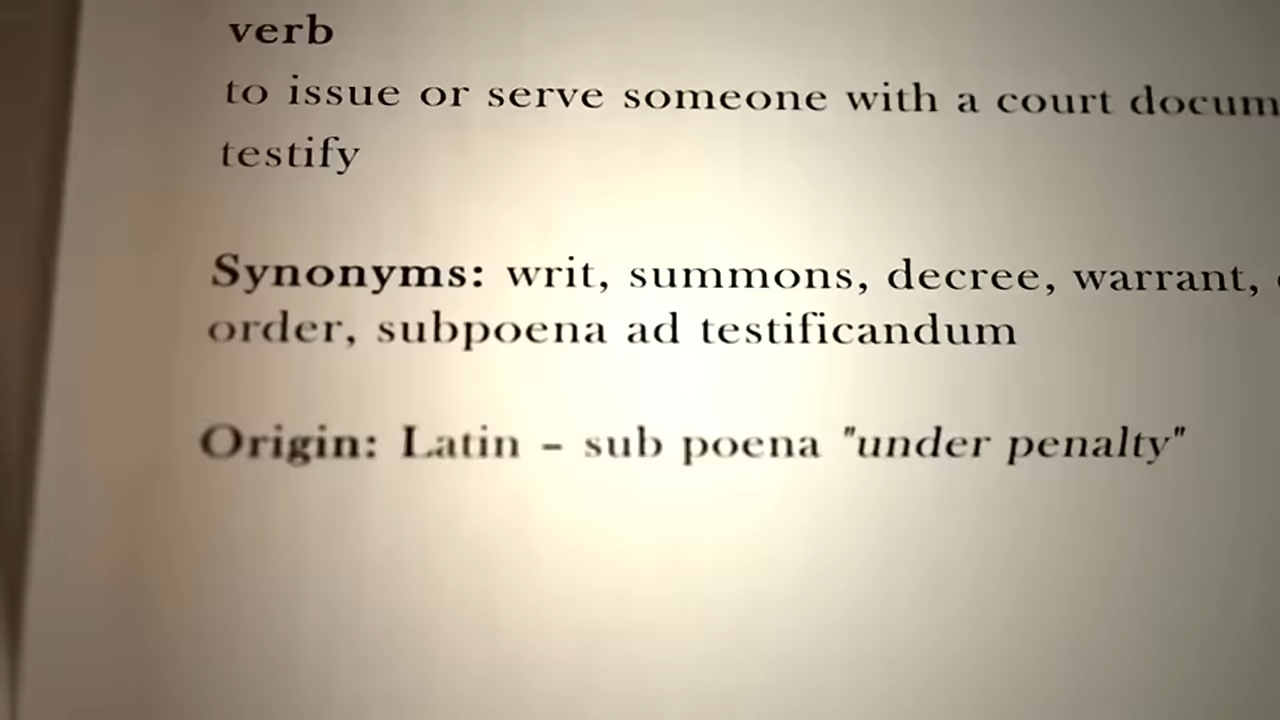 verb
to issue or serve someone with a court docum
testify
Synonyms: writ, summons, decree, warrant,
order, subpoena ad testificandum
Origin: Latin - sub poena "under penalty"